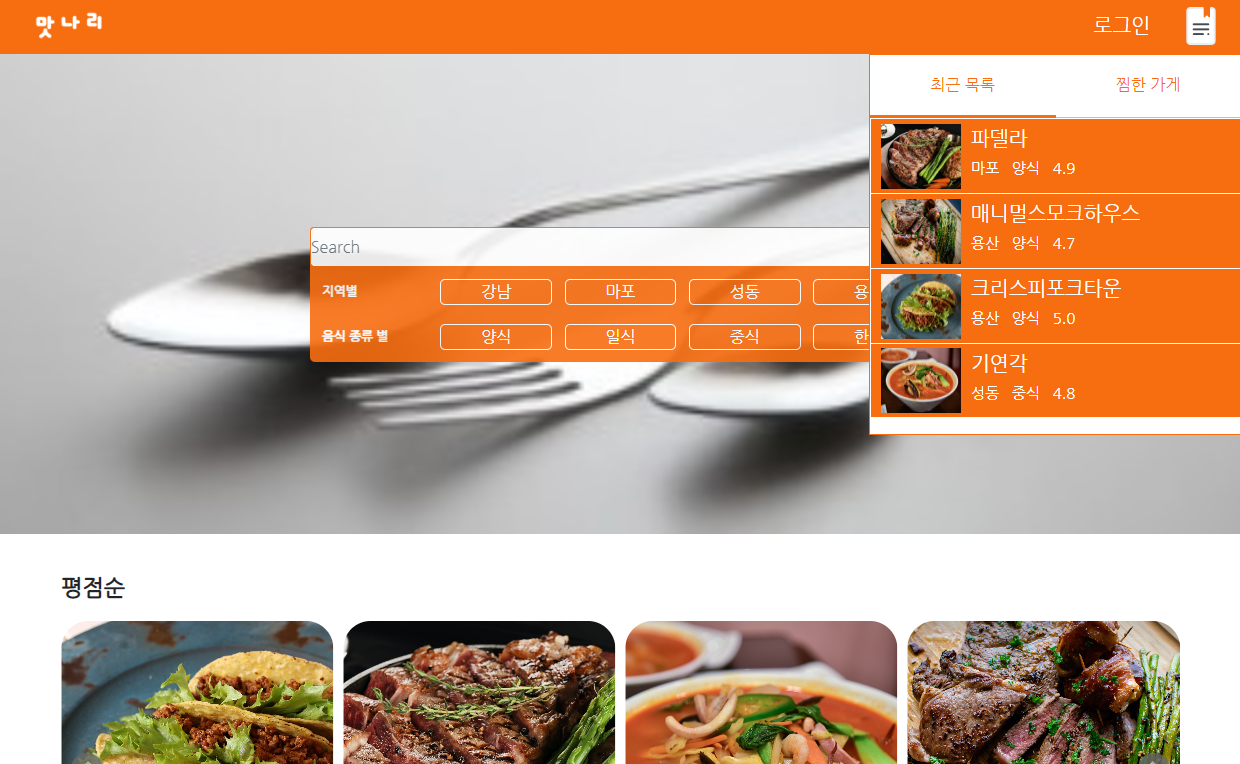 맛나리
로그인
최근 목록
찜한 가게
파델라
마포 양식 4.9
매니멀스모크하우스
용산 양식 4.7
크리스피포크타운
용산 양식 5.0
기연각
성동 중식 4.8
Search
지역별
강남
마포
성동
용
음식 종류 별
양식
일식
중식
한
평점순